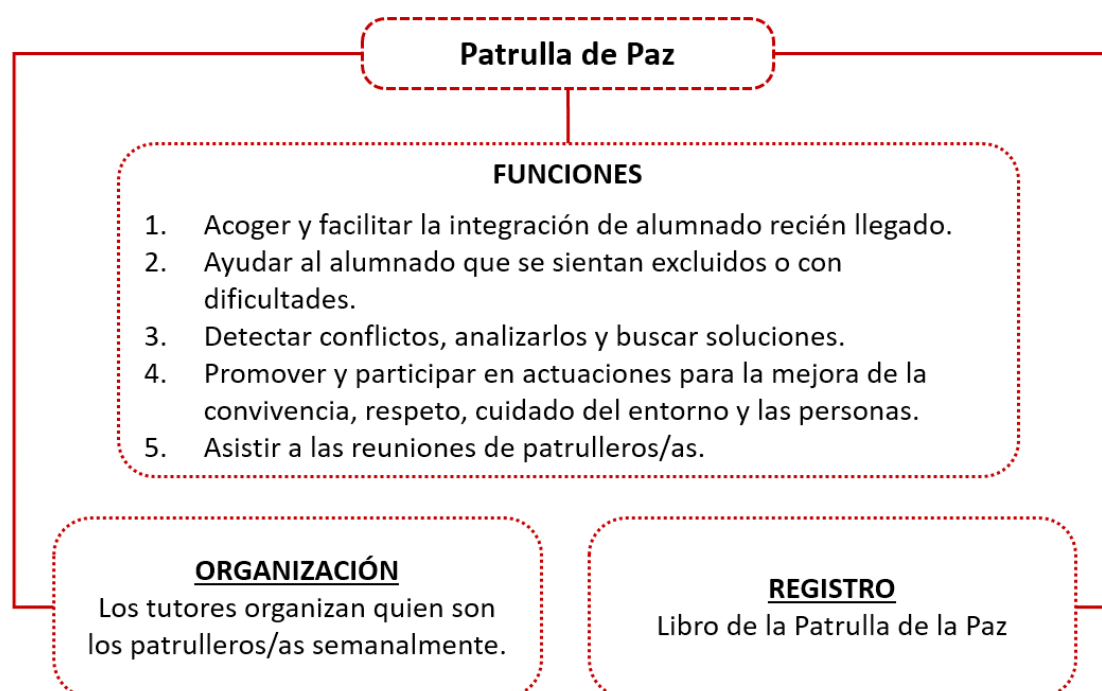 Patrulla de Paz
FUNCIONES
1. Acoger y facilitar la integración de alumnado recién llegado.
2. Ayudar al alumnado que se sientan excluidos o con
dificultades.
3. Detectar conflictos, analizarlos y buscar soluciones.
4. Promover y participar en actuaciones para la mejora de la
convivencia, respeto, cuidado del entorno y las personas.
5. Asistir a las reuniones de patrulleros/as.
ORGANIZACIÓN
Los tutores organizan quien son
los patrulleros/as semanalmente.
REGISTRO
Libro de la Patrulla de la Paz